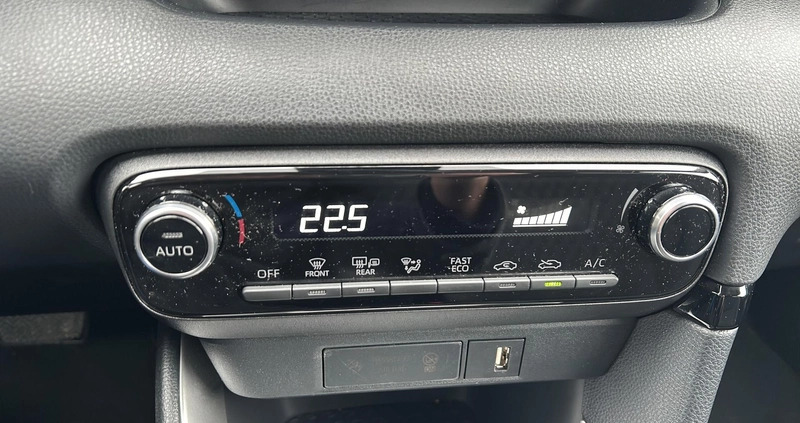 22.5
AUTO
OFF
FRONT
REAR
FAST
ECO
A/C